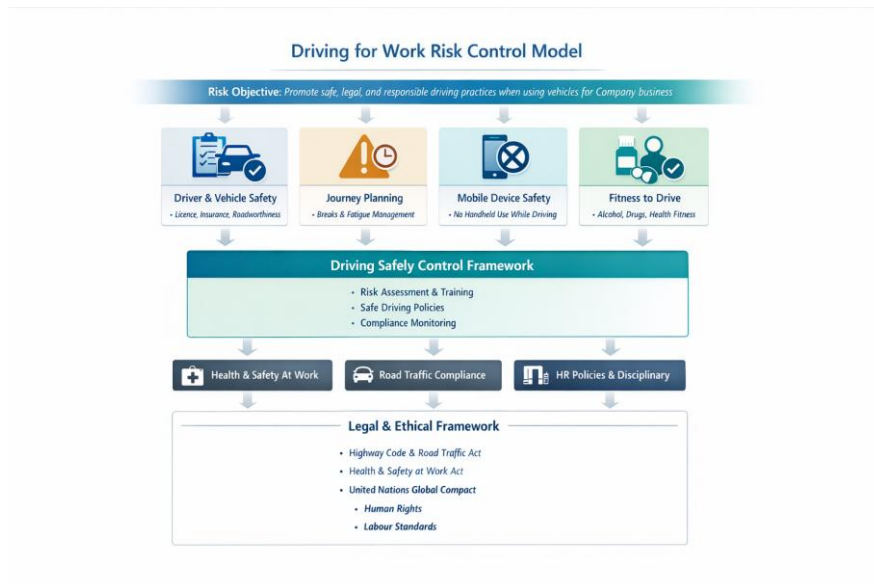 Driving for Work Risk Control Model
Risk Objective: Promote safe, legal, and responsible driving practices when using vehicles for Company business
Driver & Vehicle Safety
• Licence, Insurance, Roadworthiness
Journey Planning
• Breaks & Fatigue Management
Mobile Device Safety
• No Handheld Use While Driving
Fitness to Drive
• Alcohol, Drugs, Health Fitness
Driving Safely Control Framework
• Risk Assessment & Training
• Safe Driving Policies
• Compliance Monitoring
Health & Safety At Work
Road Traffic Compliance
HR Policies & Disciplinary
Legal & Ethical Framework
• Highway Code & Road Traffic Act
• Health & Safety at Work Act
• United Nations Global Compact
• Human Rights
• Labour Standards